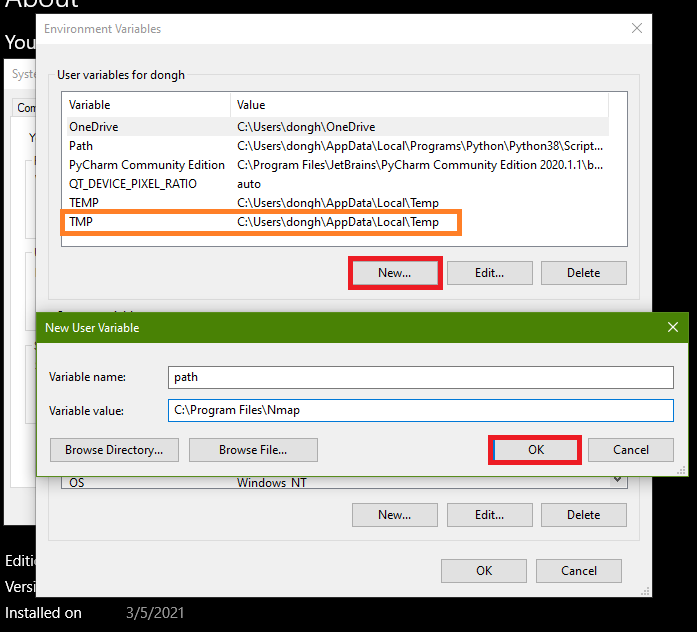 About
You
Environment Variables
Syste
Com
User variables for dongh
Variable Value
OneDrive C:\Users\dongh\OneDrive
Path C:\Users\dongh\AppData\Local\Programs\Python\Python38\Script...
PyCharm Community Edition C:\Program Files\JetBrains\PyCharm Community Edition 2020.1.1\b...
QT_DEVICE_PIXEL_RATIO auto
TEMP C:\Users\dongh\AppData\Local\Temp
TMP C:\Users\dongh\AppData\Local\Temp
New... Edit... Delete
New User Variable
Variable name: path
Variable value: C:\Program Files\Nmap
Browse Directory... Browse File... OK Cancel
OS Windows_NT
New... Edit... Delete
OK Cancel
Editio
Versi
Installed on 3/5/2021